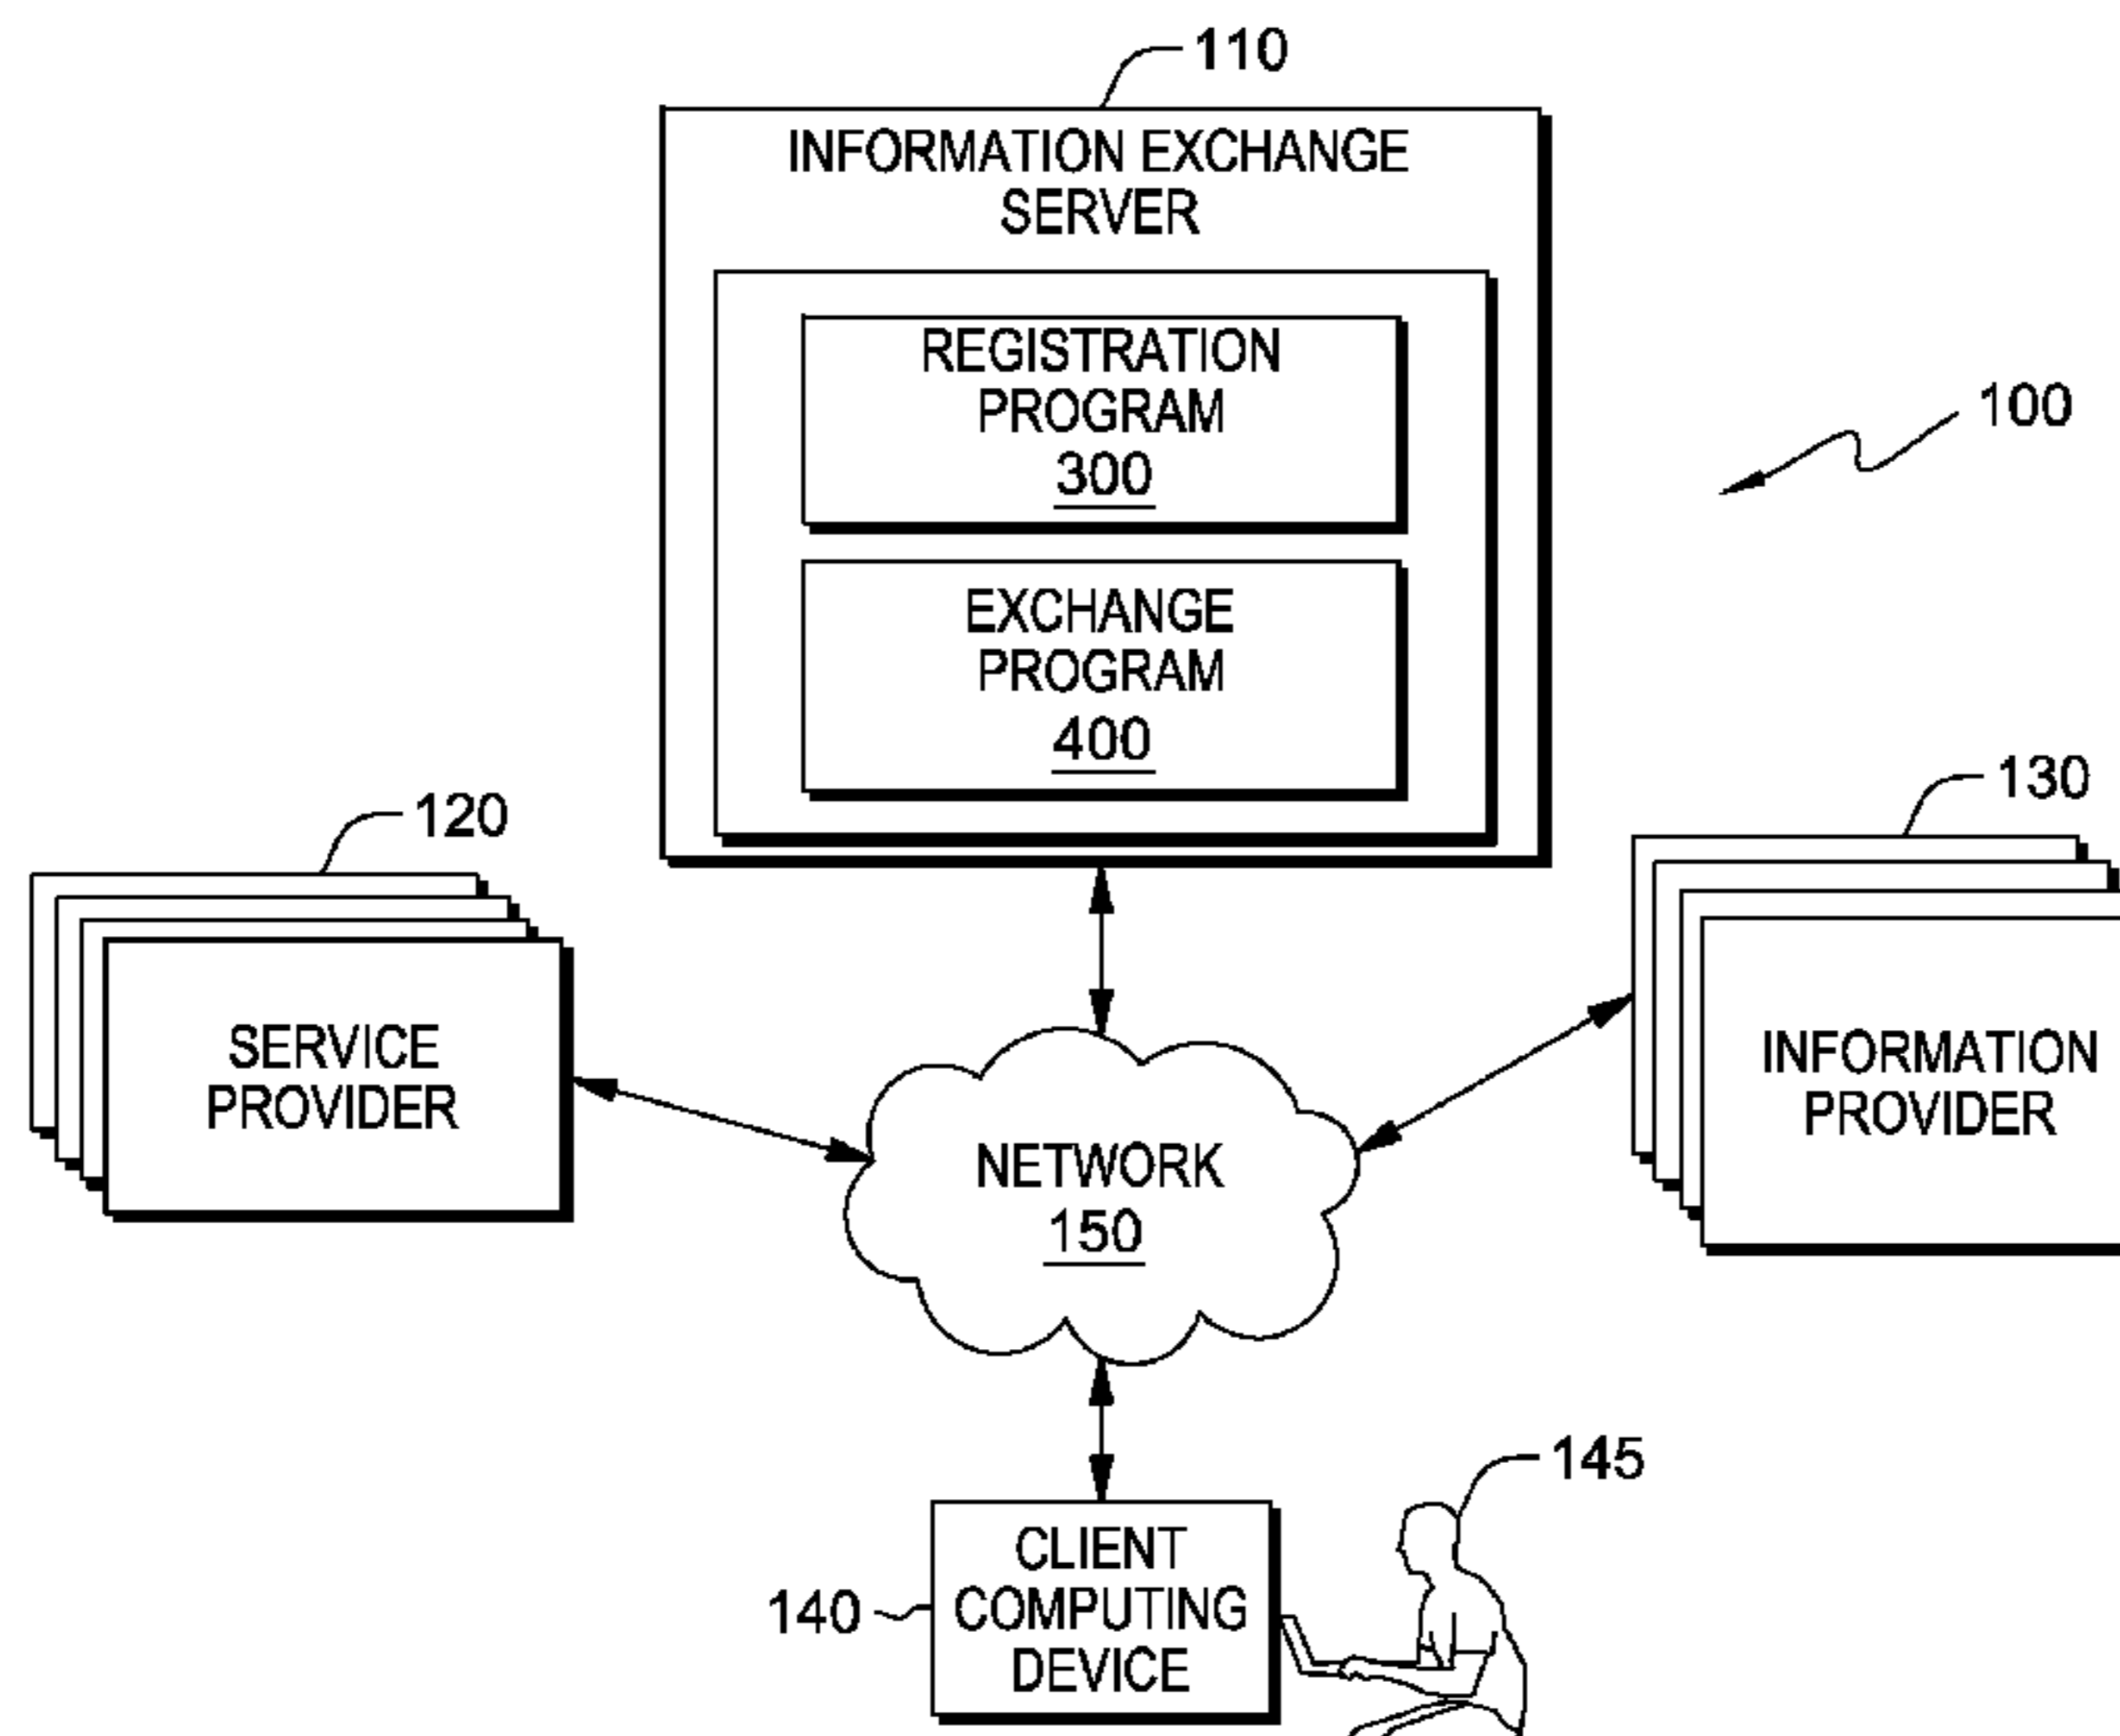 110
INFORMATION EXCHANGE
SERVER
REGISTRATION
PROGRAM
300
100
EXCHANGE
PROGRAM
400
120
130
SERVICE
PROVIDER
INFORMATION
PROVIDER
NETWORK
150
145
CLIENT
140 COMPUTING
DEVICE